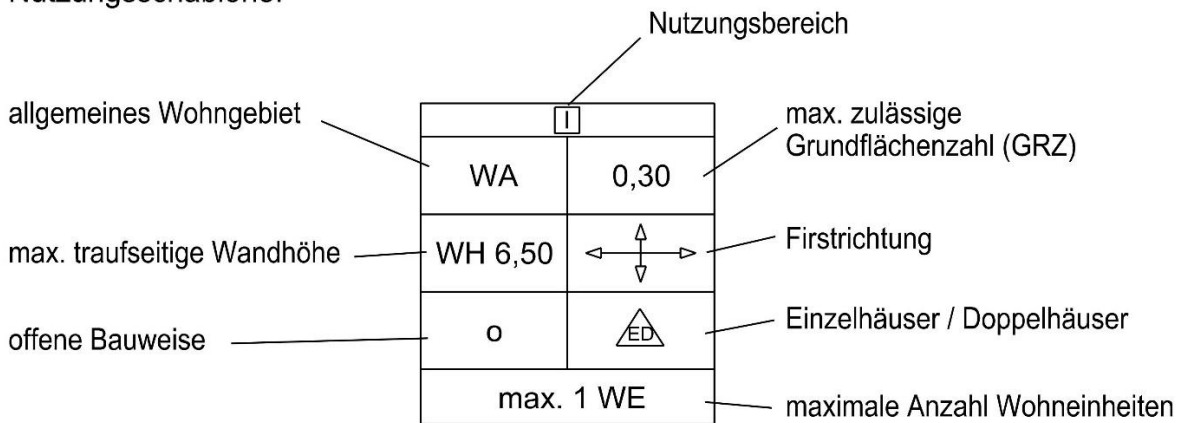 Nutzungsschablone:
Nutzungsbereich
allgemeines Wohngebiet
I
max. zulässige
Grundflächenzahl (GRZ)
WA
0,30
max. traufseitige Wandhöhe
WH 6,50
Firstrichtung
offene Bauweise
o
ED
Einzelhäuser / Doppelhäuser
max. 1 WE
maximale Anzahl Wohneinheiten